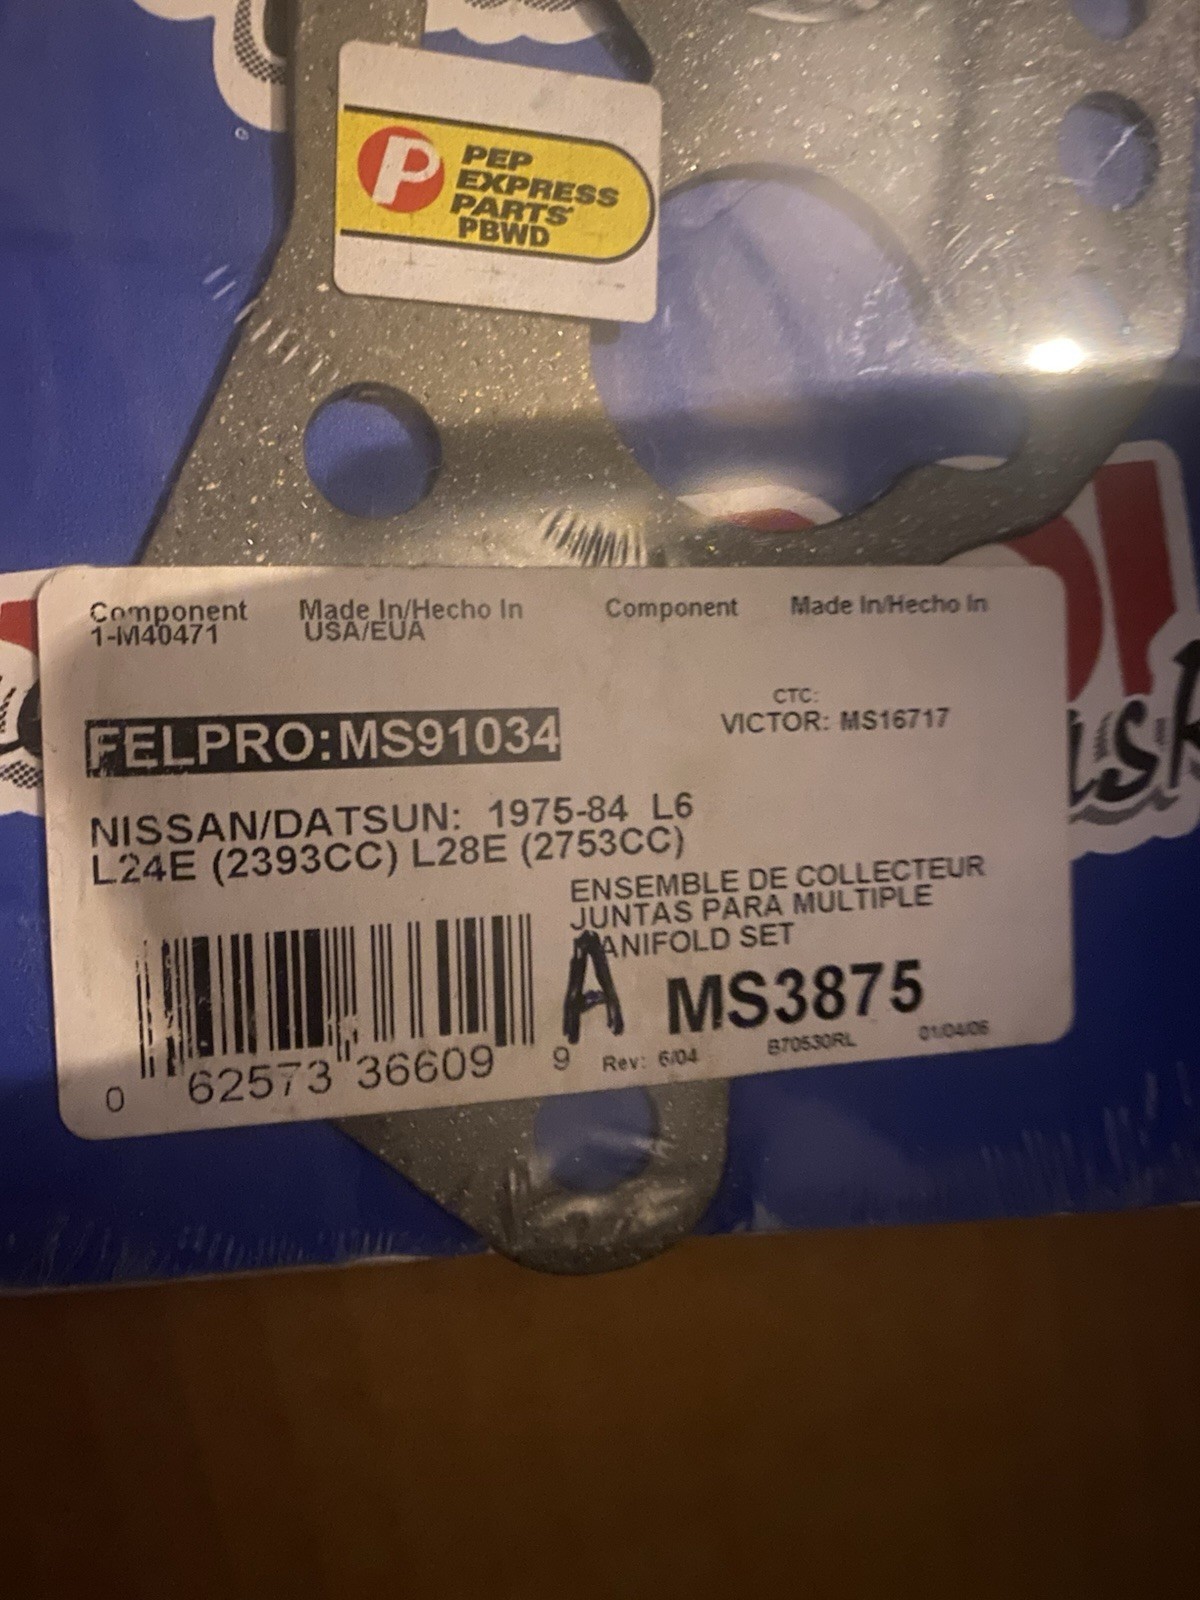 P
PEP
EXPRESS
PARTS
PBWD
Component Made In/Hecho In Component Made In/Hecho In
1-M40471 USA/EUA
CTC:
FELPRO:MS91034
VICTOR: MS16717
NISSAN/DATSUN: 1975-84 L6
L24E (2393CC) L28E (2753CC)
ENSEMBLE DE COLLECTEUR
JUNTAS PARA MULTIPLE
MANIFOLD SET
A MS3875
0 62573 36609 9 Rev: 6/04 B70530RL 01/04/06